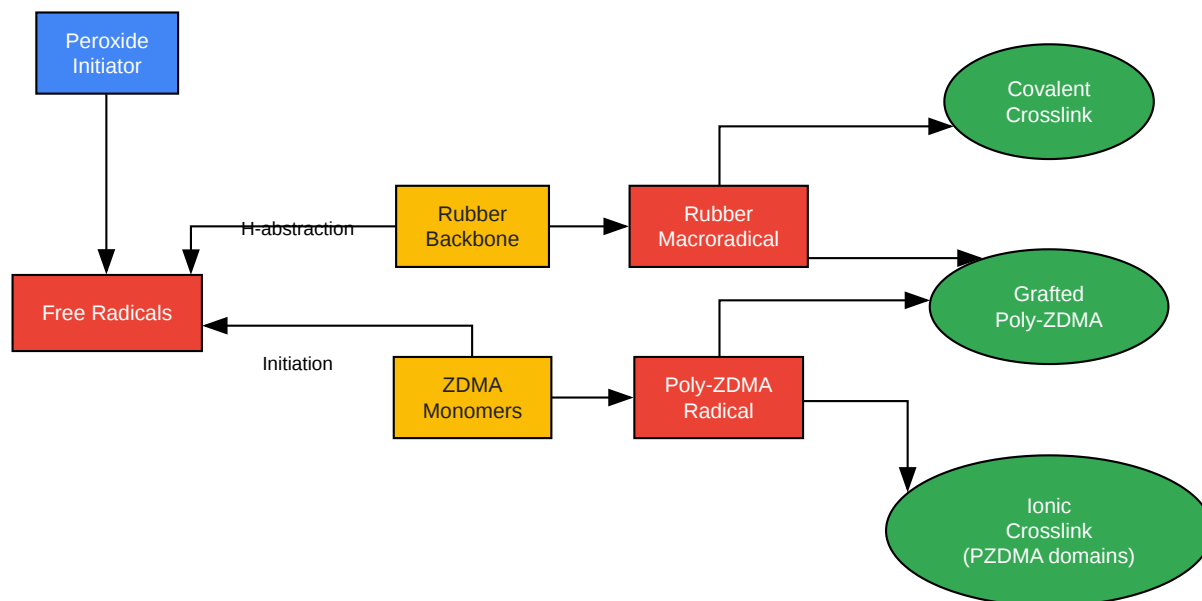 Peroxide
Initiator
Covalent
Crosslink
H-abstraction
Rubber
Backbone
Rubber
Macroradical
Free Radicals
Grafted
Poly-ZDMA
Initiation
ZDMA
Monomers
Poly-ZDMA
Radical
Ionic
Crosslink
(PZDMA domains)